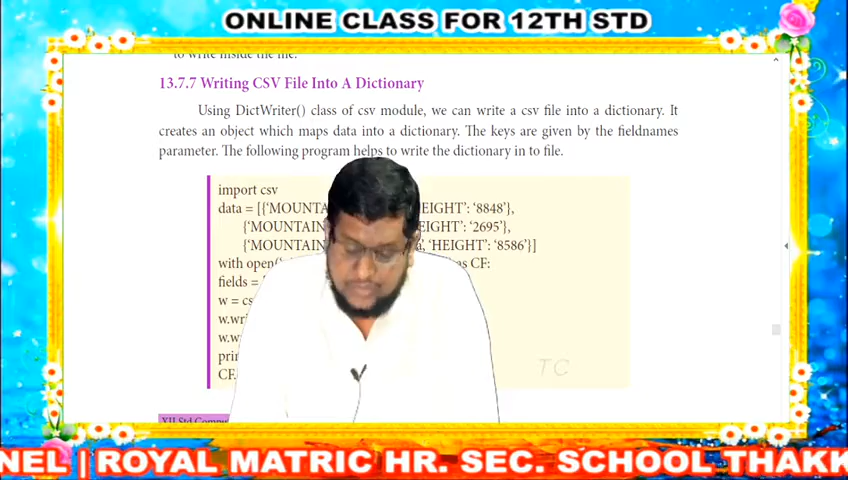 ONLINE CLASS FOR 12TH STD
to write inside the file.
13.7.7 Writing CSV File Into A Dictionary
Using DictWriter() class of csv module, we can write a csv file into a dictionary. It
creates an object which maps data into a dictionary. The keys are given by the fieldnames
parameter. The following program helps to write the dictionary in to file.
import csv
data = [{‘MOUNTA HEIGHT’: ‘8848’},
{‘MOUNTAIN HEIGHT’: ‘2695’},
{‘MOUNTAIN ‘HEIGHT’: ‘8586’}]
with open( as CF:
fields =
w = cs
w.wri
w.w
prin
CF.
TC
XII Std Compu
NEL | ROYAL MATRIC HR. SEC. SCHOOL THAKK